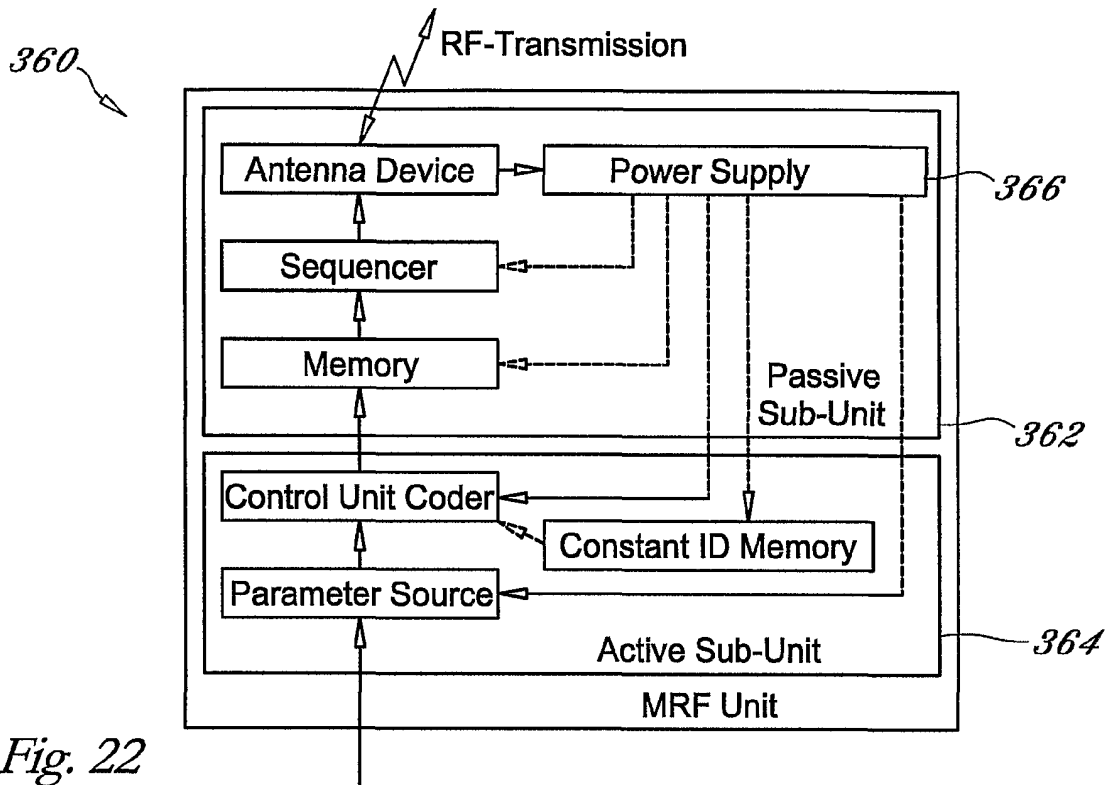 RF-Transmission
360
Antenna Device
Power Supply
366
Sequencer
Memory
Passive
Sub-Unit
362
Control Unit Coder
Constant ID Memory
Parameter Source
Active Sub-Unit
364
MRF Unit
Fig. 22